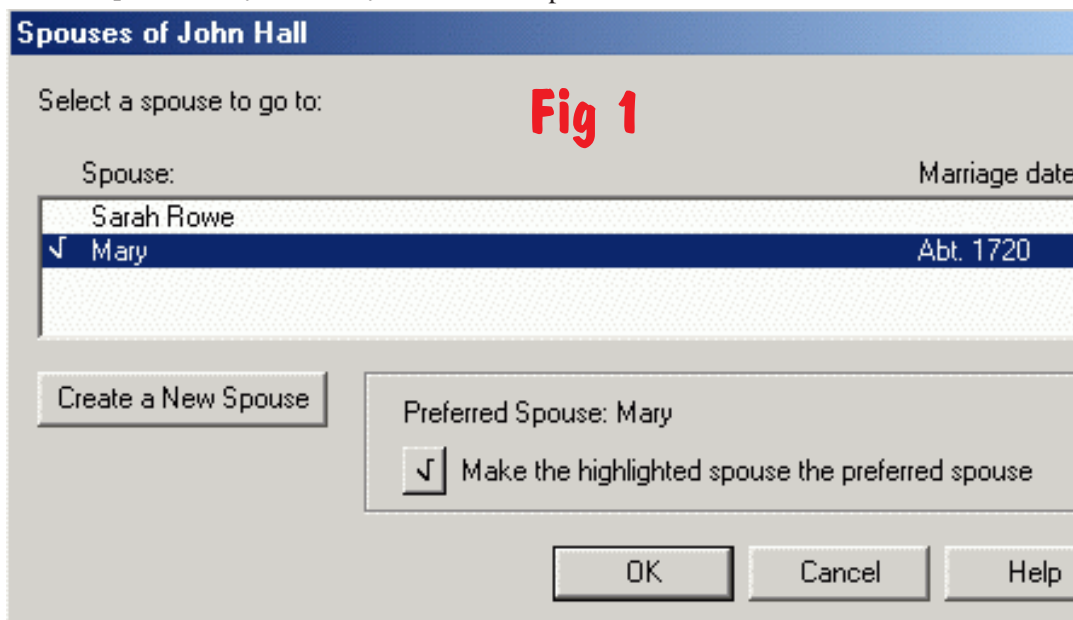 Spouses of John Hall
Select a spouse to go to:
Fig 1
Spouse: Marriage date
Sarah Rowe
√ Mary Abt. 1720
Create a New Spouse
Preferred Spouse: Mary
√ Make the highlighted spouse the preferred spouse
OK Cancel Help